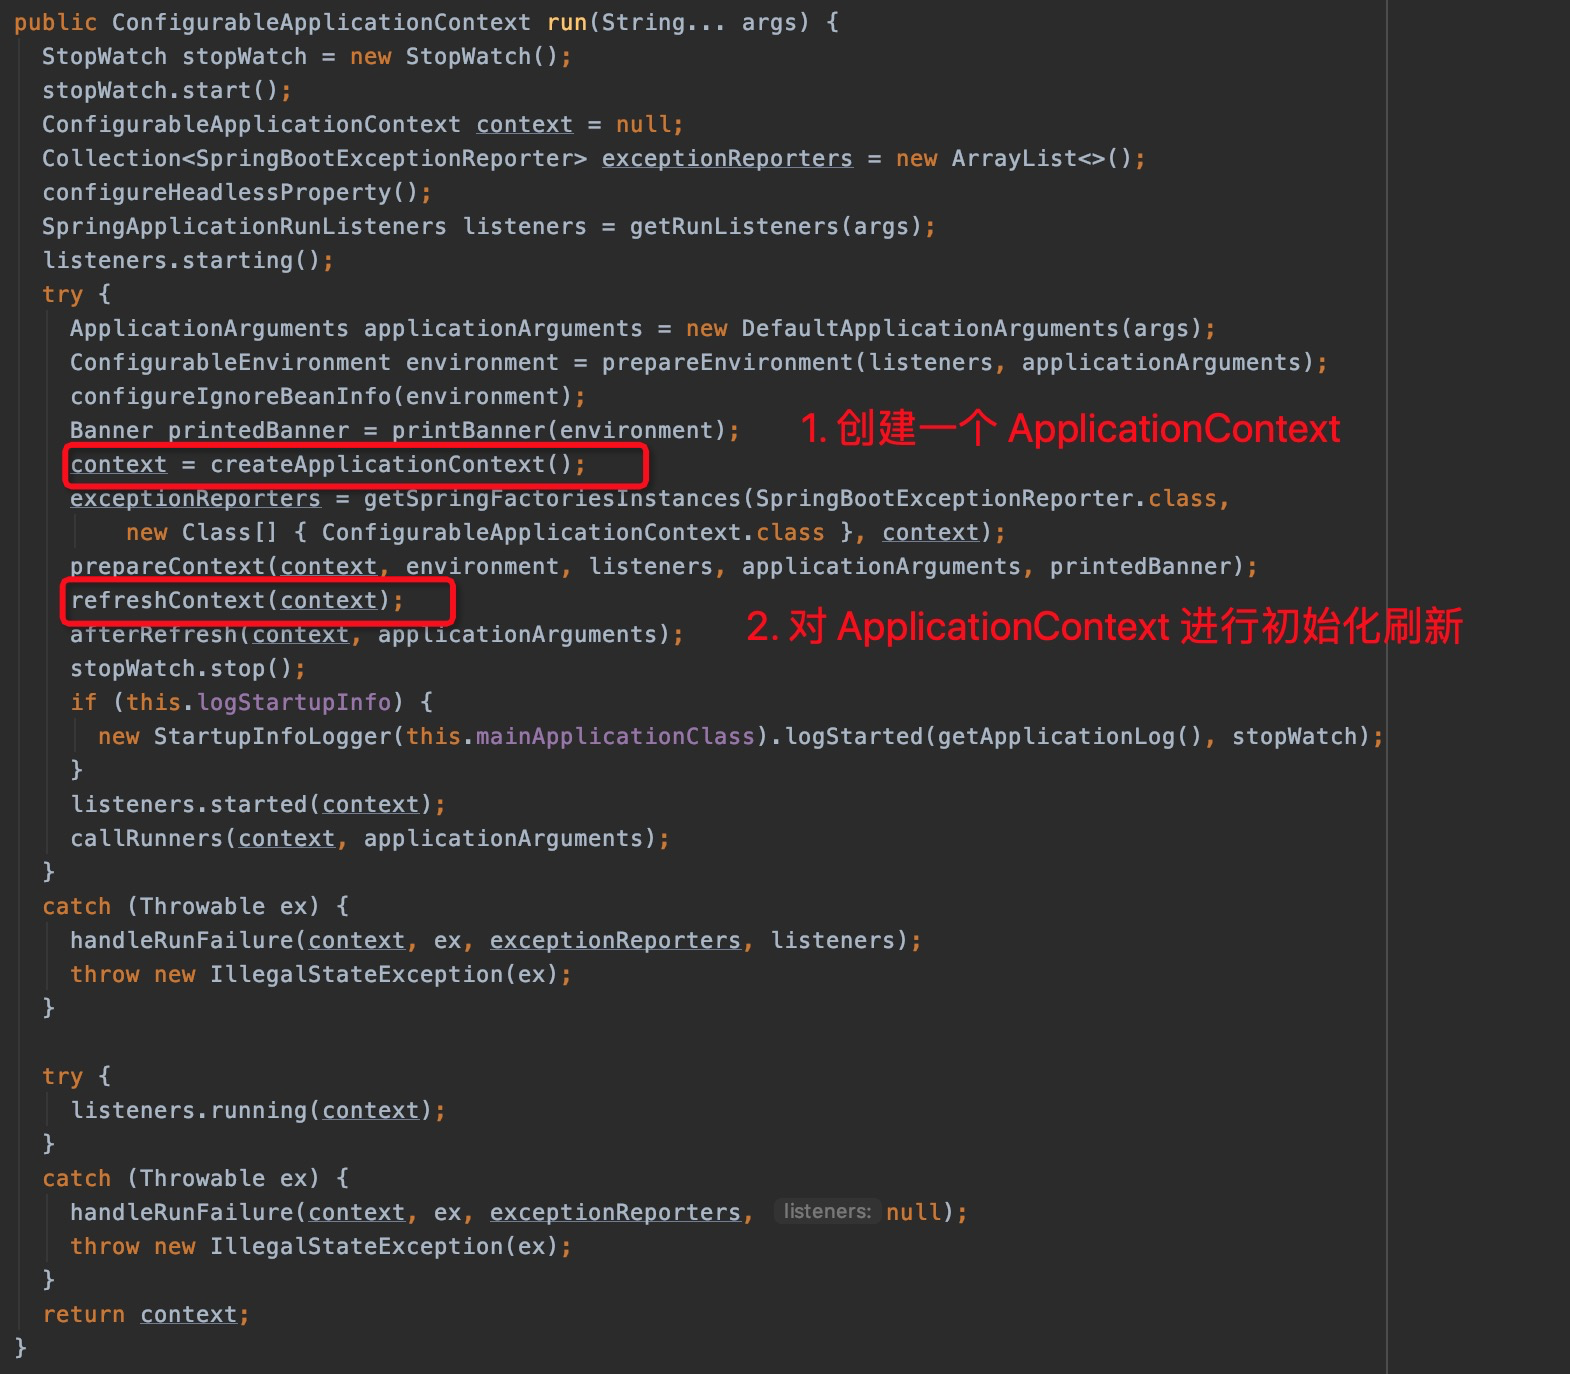 public ConfigurableApplicationContext run(String... args) {
StopWatch stopWatch = new StopWatch();
stopWatch.start();
ConfigurableApplicationContext context = null;
Collection<SpringBootExceptionReporter> exceptionReporters = new ArrayList<>();
configureHeadlessProperty();
SpringApplicationRunListeners listeners = getRunListeners(args);
listeners.starting();
try {
ApplicationArguments applicationArguments = new DefaultApplicationArguments(args);
ConfigurableEnvironment environment = prepareEnvironment(listeners, applicationArguments);
configureIgnoreBeanInfo(environment);
Banner printedBanner = printBanner(environment);
1. 创建一个 ApplicationContext
context = createApplicationContext();
exceptionReporters = getSpringFactoriesInstances(SpringBootExceptionReporter.class,
new Class[] { ConfigurableApplicationContext.class }, context);
prepareContext(context, environment, listeners, applicationArguments, printedBanner);
refreshContext(context);
2. 对 ApplicationContext 进行初始化刷新
afterRefresh(context, applicationArguments);
stopWatch.stop();
if (this.logStartupInfo) {
new StartupInfoLogger(this.mainApplicationClass).logStarted(getApplicationLog(), stopWatch);
}
listeners.started(context);
callRunners(context, applicationArguments);
}
catch (Throwable ex) {
handleRunFailure(context, ex, exceptionReporters, listeners);
throw new IllegalStateException(ex);
}
try {
listeners.running(context);
}
catch (Throwable ex) {
handleRunFailure(context, ex, exceptionReporters, listeners: null);
throw new IllegalStateException(ex);
}
return context;
}